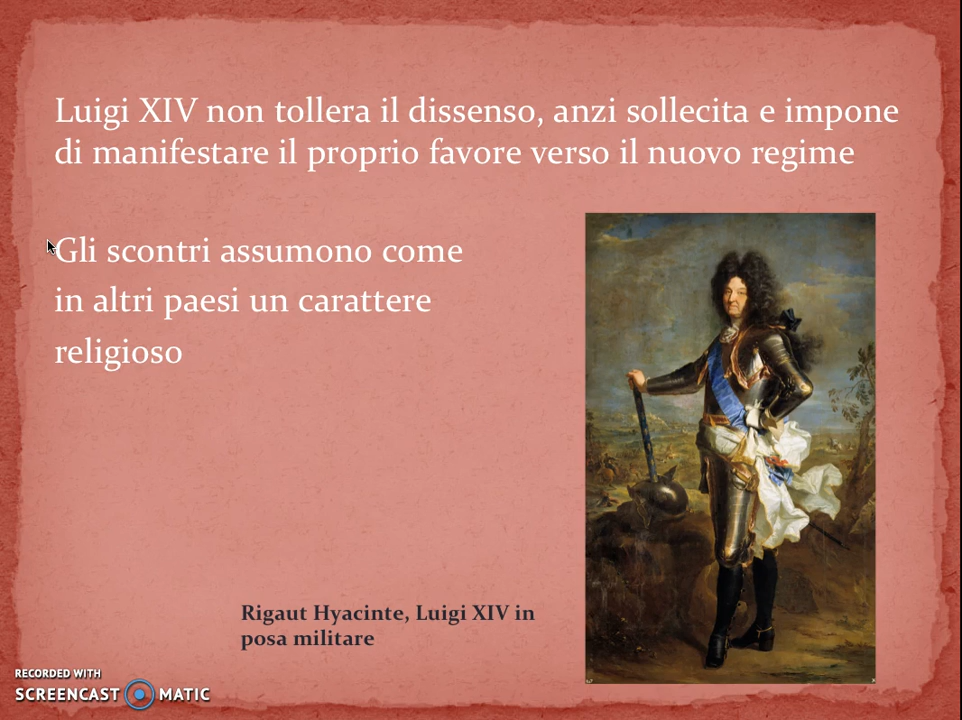 Luigi XIV non tollera il dissenso, anzi sollecita e impone
di manifestare il proprio favore verso il nuovo regime
Gli scontri assumono come
in altri paesi un carattere
religioso
Rigaut Hyacinte, Luigi XIV in
posa militare
RECORDED WITH
SCREENCAST MATIC